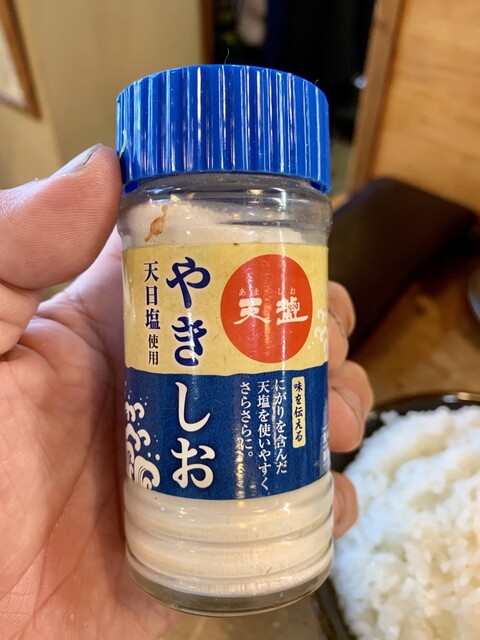 あましお
天塩
やきしお
天日塩使用
味を伝える
にがりを含んだ
天塩を使いやすく、
さらさらに。